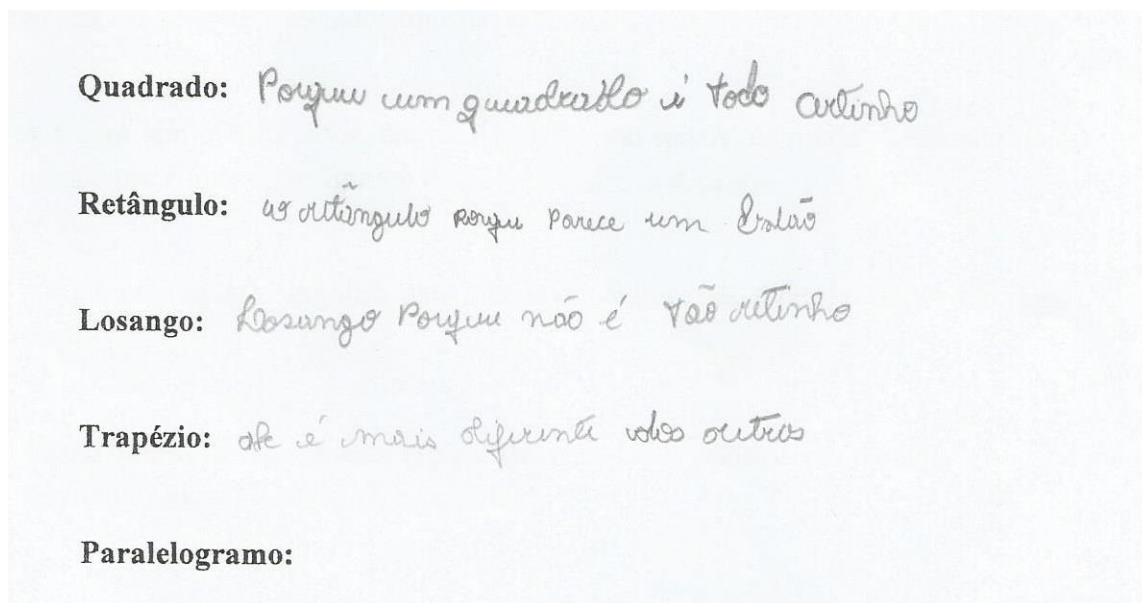 Quadrado: Porque um quadrado é todo certinho
Retângulo: retângulo porque parece um
Losango: Losango Porque não é tão retinho
Trapézio: ele é mais diferente dos outros
Paralelogramo: